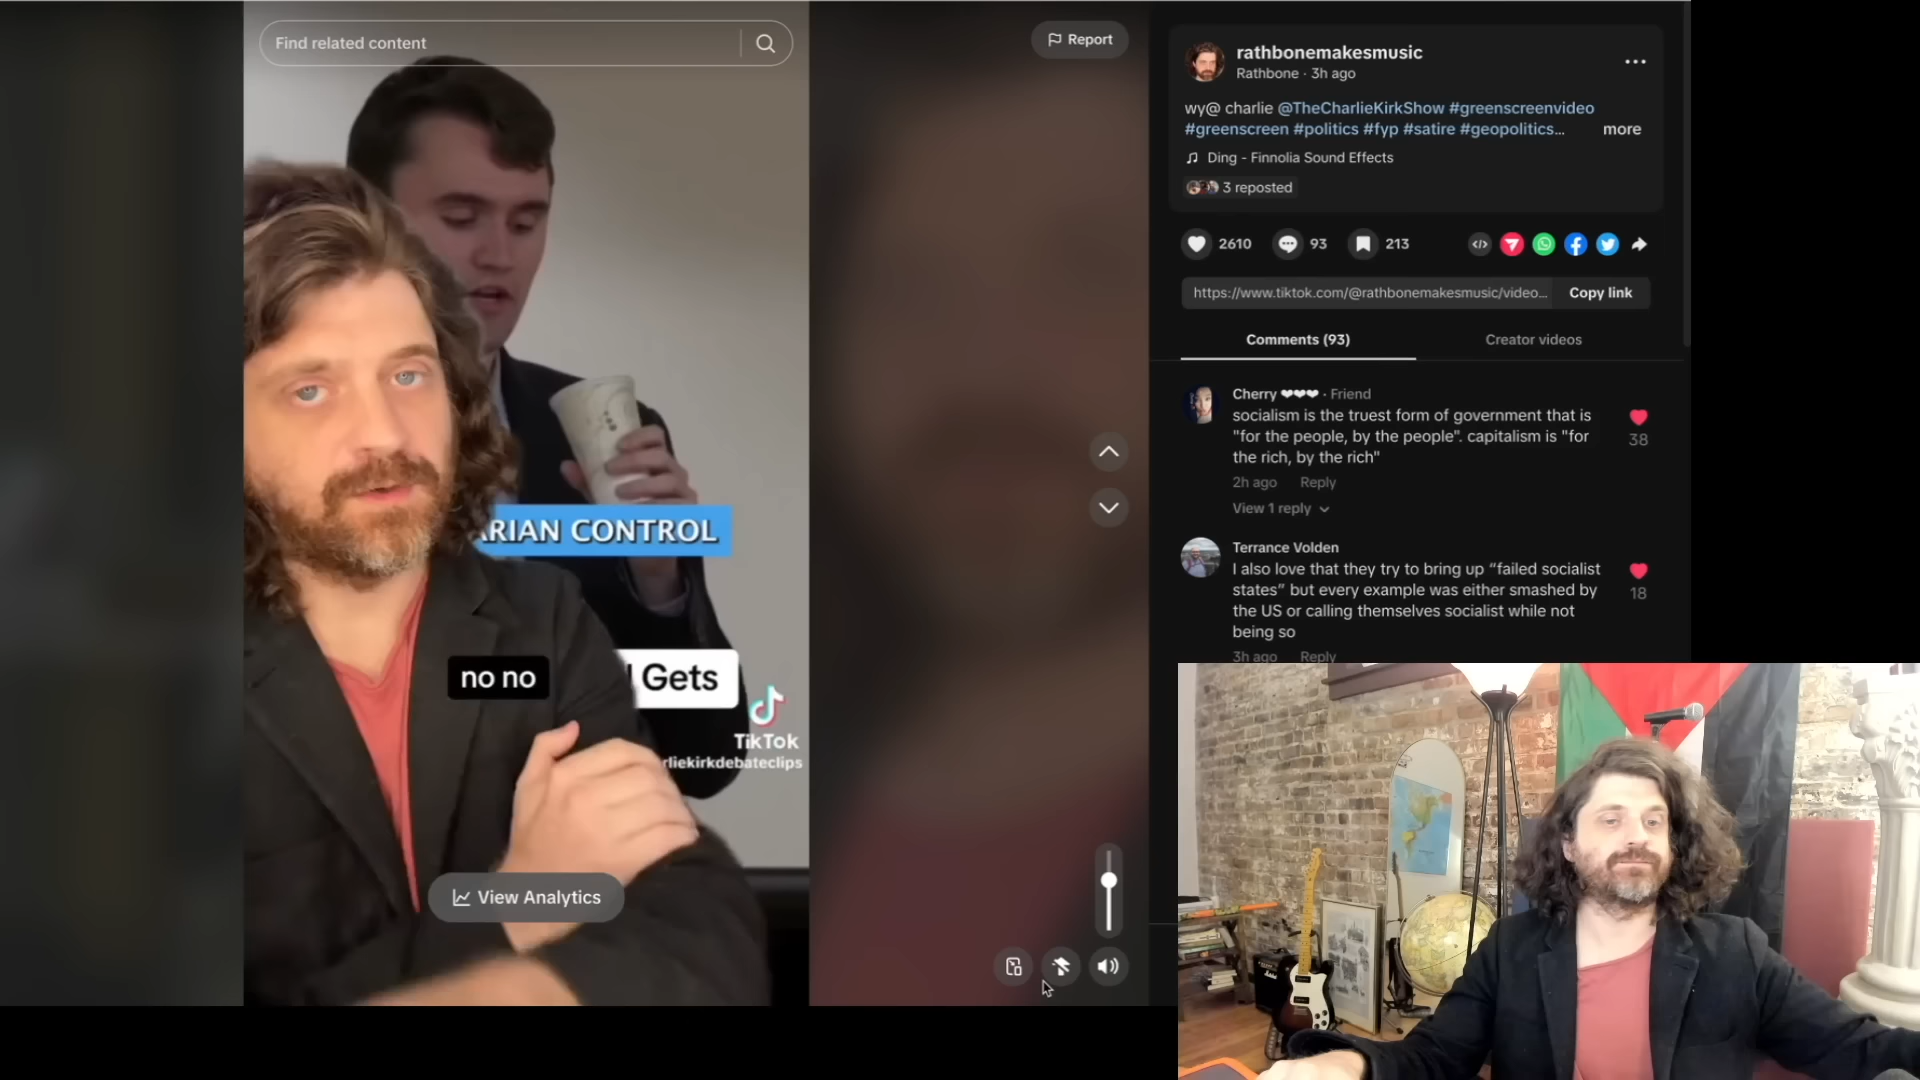 Find related content
Report
ARIAN CONTROL
no no
Gets
TikTok
rliekirkdebateclips
View Analytics
rathbonemakesmusic
Rathbone · 3h ago
wy@ charlie @TheCharlieKirkShow #greenscreenvideo
#greenscreen #politics #fyp #satire #geopolitics... more
Ding - Finnolia Sound Effects
3 reposted
2610 93 213
https://www.tiktok.com/@rathbonemakesmusic/video... Copy link
Comments (93) Creator videos
Cherry ❤❤❤ · Friend
socialism is the truest form of government that is
"for the people, by the people". capitalism is "for
the rich, by the rich"
38
2h ago Reply
View 1 reply
Terrance Volden
I also love that they try to bring up “failed socialist
states” but every example was either smashed by
the US or calling themselves socialist while not
being so
18
3h ago Reply